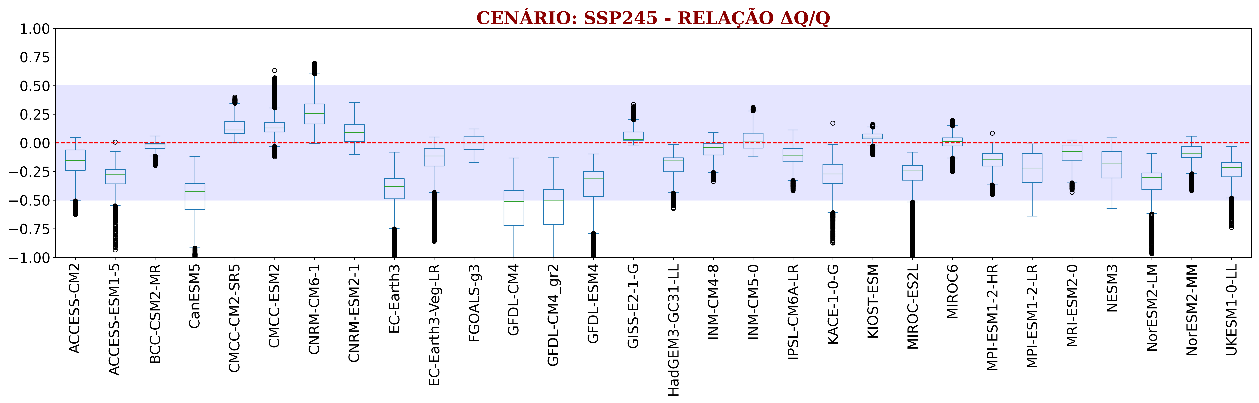 CENÁRIO: SSP245 - RELAÇÃO ΔQ/Q
1.00
0.75
0.50
0.25
0.00
−0.25
−0.50
−0.75
−1.00
ACCESS-CM2
ACCESS-ESM1-5
BCC-CSM2-MR
CanESM5
CMCC-CM2-SR5
CMCC-ESM2
CNRM-CM6-1
CNRM-ESM2-1
EC-Earth3
EC-Earth3-Veg-LR
FGOALS-g3
GFDL-CM4
GFDL-CM4_gr2
GFDL-ESM4
GISS-E2-1-G
HadGEM3-GC31-LL
INM-CM4-8
INM-CM5-0
IPSL-CM6A-LR
KACE-1-0-G
KIOST-ESM
MIROC-ES2L
MIROC6
MPI-ESM1-2-HR
MPI-ESM1-2-LR
MRI-ESM2-0
NESM3
NorESM2-LM
NorESM2-MM
UKESM1-0-LL